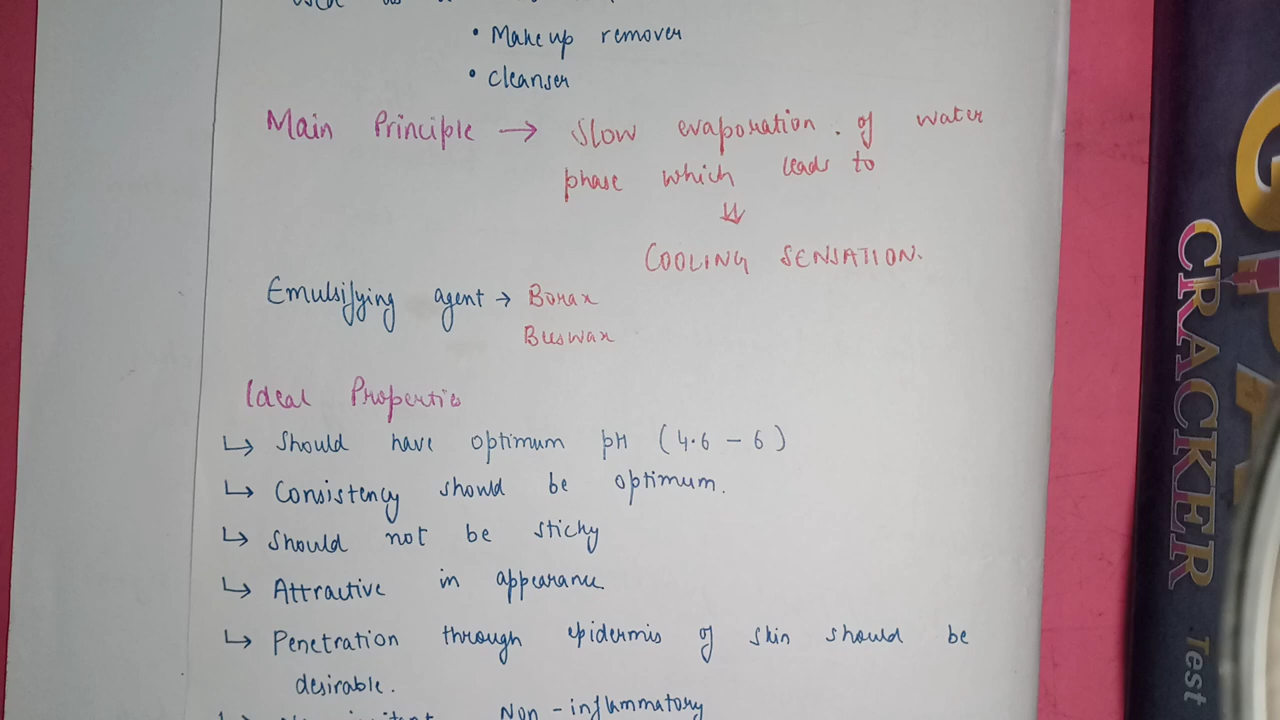 • Makeup remover
• Cleanser
Main Principle → Slow evaporation . of water
phase which leads to
COOLING SENSATION.
Emulsifying agent → Borax
Beeswax
Ideal Properties
↳ Should have optimum pH (4.6 - 6)
↳ Consistency should be optimum.
↳ Should not be sticky
↳ Attractive in appearance
↳ Penetration through epidermis of skin should be
desirable.
Non - inflammatory
CRACKER
Test